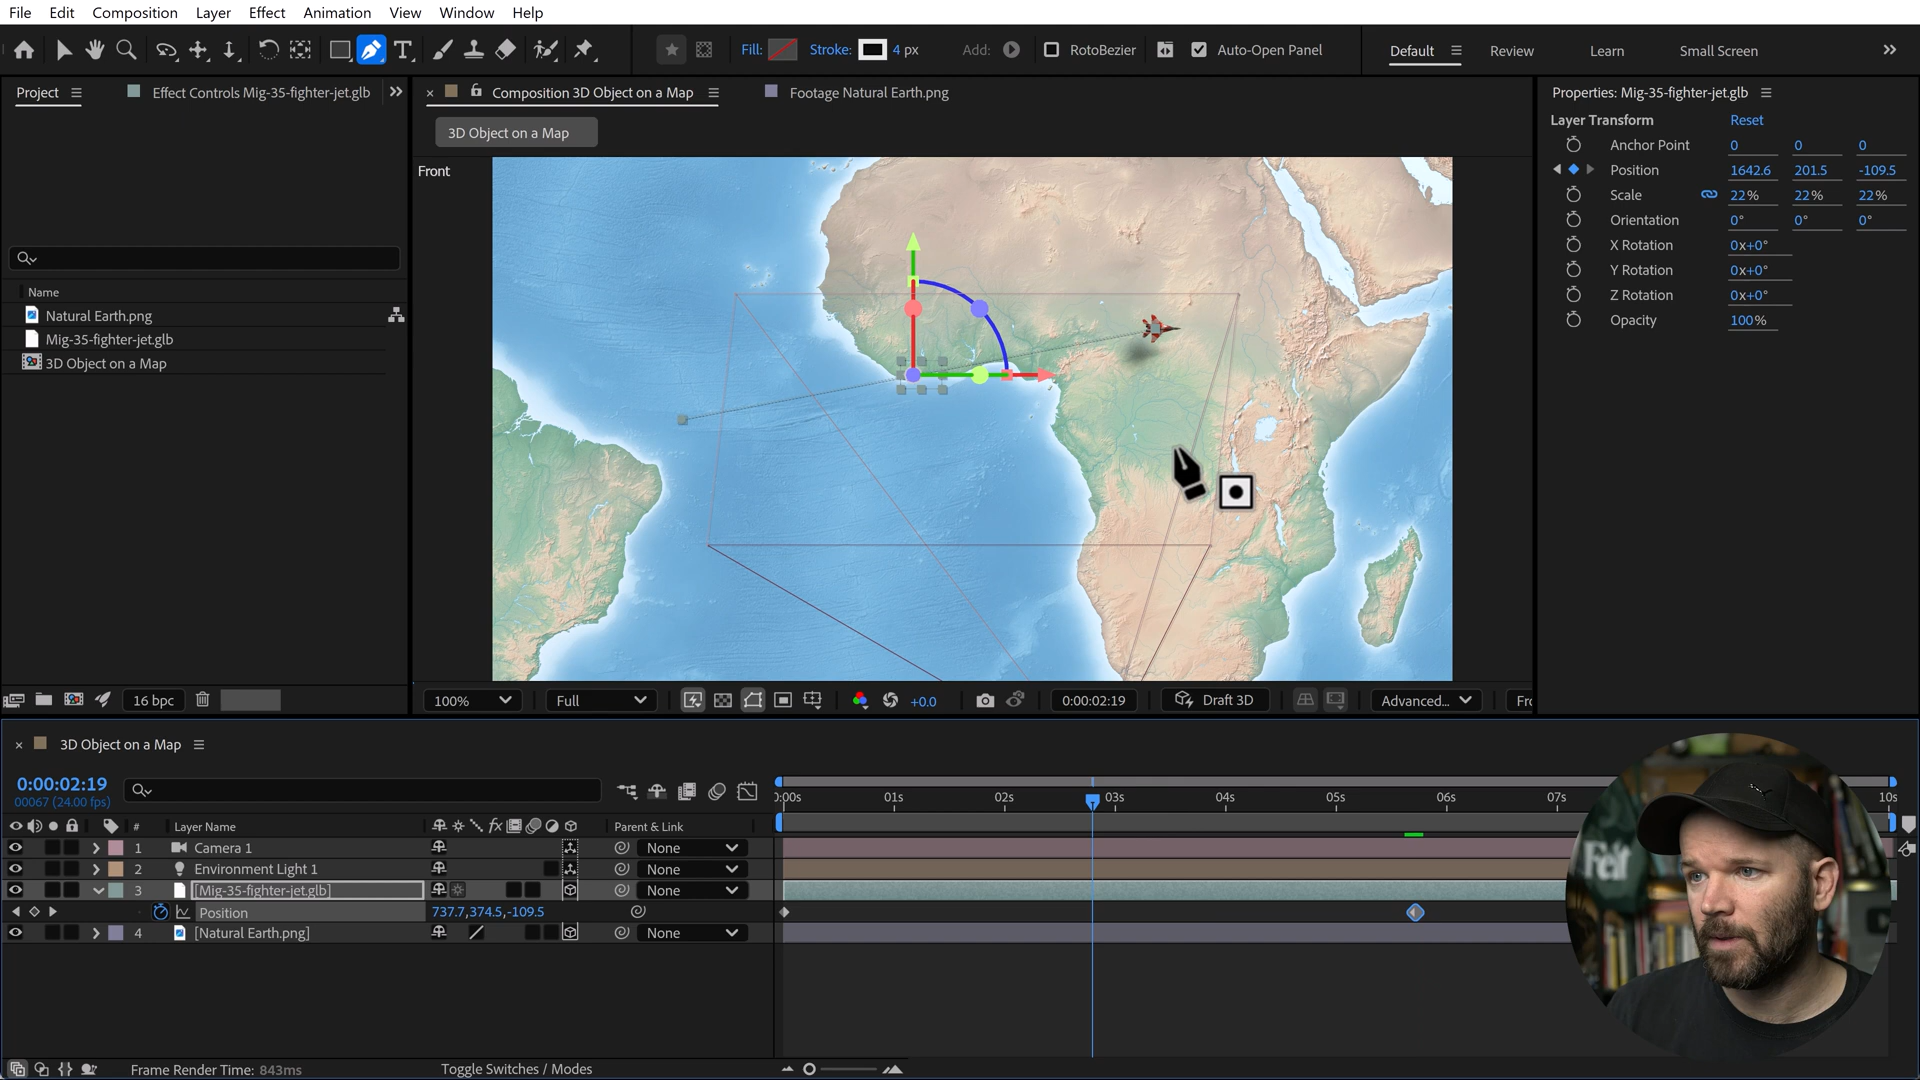 File Edit Composition Layer Effect Animation View Window Help
Fill: Stroke: 4 px Add: RotoBezier Auto-Open Panel Default Review Learn Small Screen
Project Effect Controls Mig-35-fighter-jet.glb
Composition 3D Object on a Map Footage Natural Earth.png
Properties: Mig-35-fighter-jet.glb
3D Object on a Map
Front
Layer Transform Reset
Anchor Point 0 0 0
Position 1642.6 201.5 -109.5
Scale 22% 22% 22%
Orientation 0° 0° 0°
X Rotation 0x+0°
Y Rotation 0x+0°
Z Rotation 0x+0°
Opacity 100%
Name
Natural Earth.png
Mig-35-fighter-jet.glb
3D Object on a Map
16 bpc
100% Full +0.0 0:00:02:19 Draft 3D Advanced... Fro
3D Object on a Map
0:00:02:19
00067 (24.00 fps)
0:00s 01s 02s 03s 04s 05s 06s 07s 10s
# Layer Name fx Parent & Link
1 Camera 1 None
2 Environment Light 1 None
3 [Mig-35-fighter-jet.glb] None
Position 737.7,374.5,-109.5
4 [Natural Earth.png] None
Felt
Frame Render Time: 843ms Toggle Switches / Modes